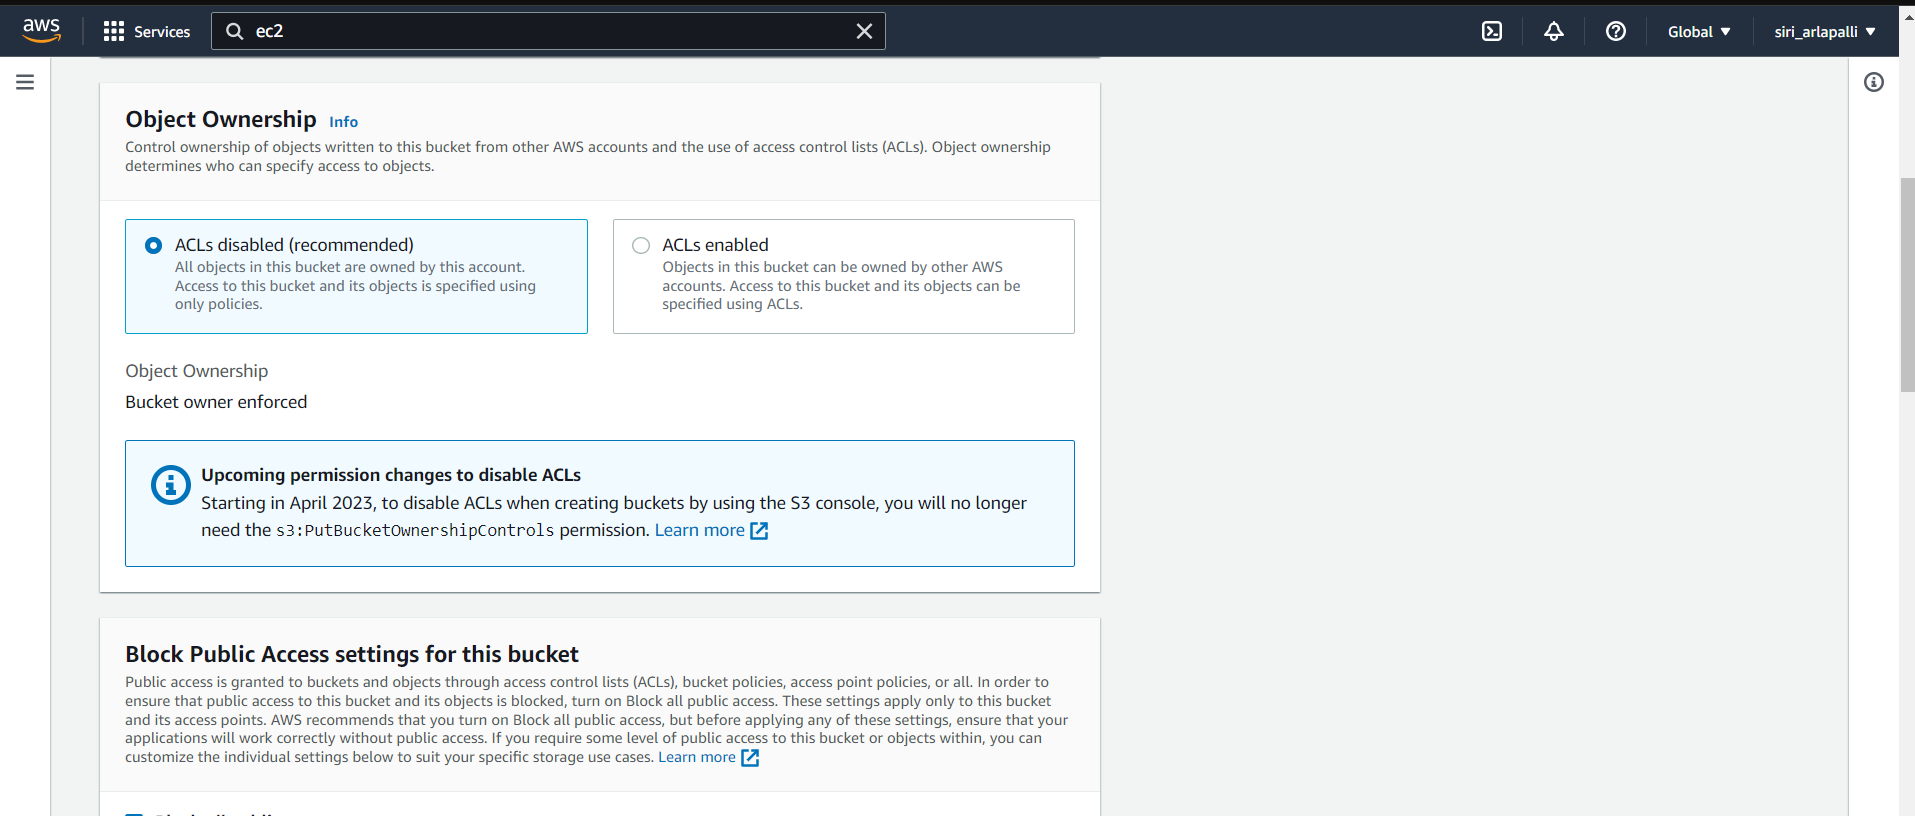 aws Services ec2 Global siri_arlapalli
Object Ownership Info
Control ownership of objects written to this bucket from other AWS accounts and the use of access control lists (ACLs). Object ownership
determines who can specify access to objects.
ACLs disabled (recommended)
All objects in this bucket are owned by this account.
Access to this bucket and its objects is specified using
only policies.
ACLs enabled
Objects in this bucket can be owned by other AWS
accounts. Access to this bucket and its objects can be
specified using ACLs.
Object Ownership
Bucket owner enforced
Upcoming permission changes to disable ACLs
Starting in April 2023, to disable ACLs when creating buckets by using the S3 console, you will no longer
need the s3:PutBucketOwnershipControls permission. Learn more
Block Public Access settings for this bucket
Public access is granted to buckets and objects through access control lists (ACLs), bucket policies, access point policies, or all. In order to
ensure that public access to this bucket and its objects is blocked, turn on Block all public access. These settings apply only to this bucket
and its access points. AWS recommends that you turn on Block all public access, but before applying any of these settings, ensure that your
applications will work correctly without public access. If you require some level of public access to this bucket or objects within, you can
customize the individual settings below to suit your specific storage use cases. Learn more